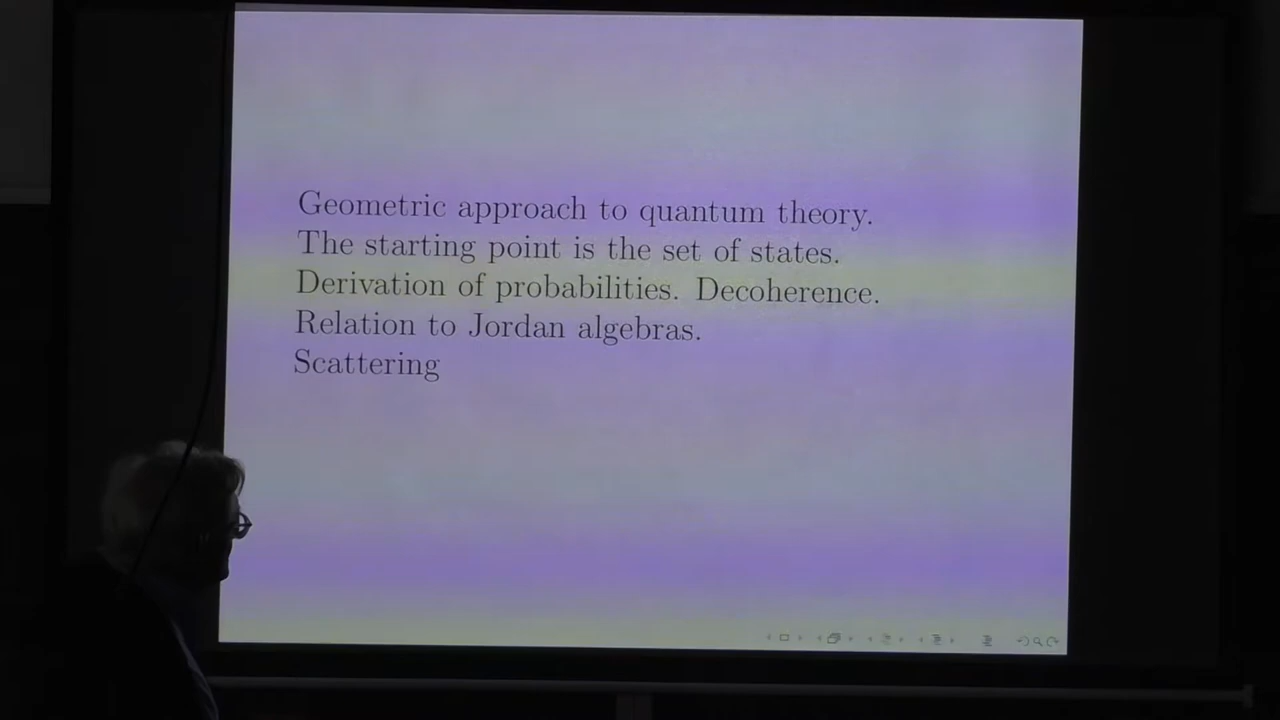 Geometric approach to quantum theory.
The starting point is the set of states.
Derivation of probabilities. Decoherence.
Relation to Jordan algebras.
Scattering